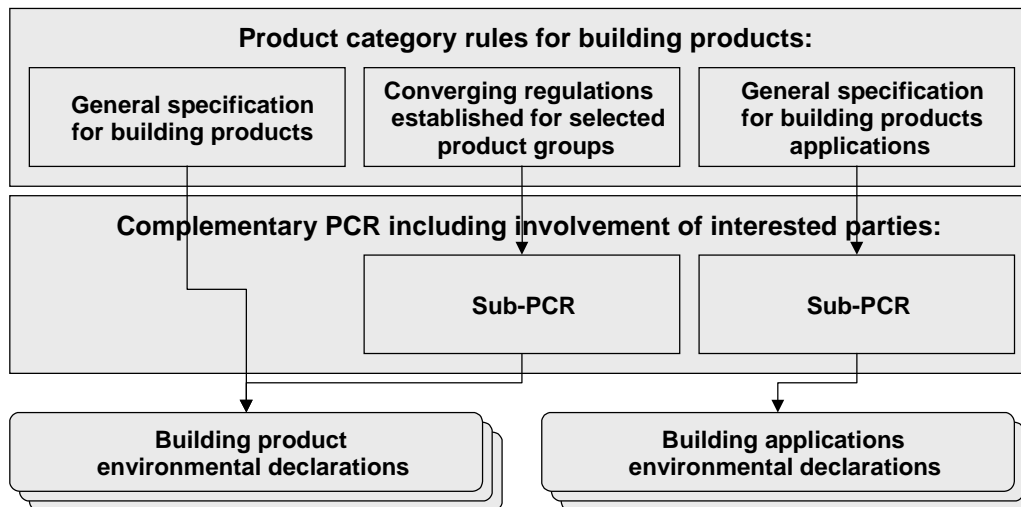 Product category rules for building products:
General specification
for building products
Converging regulations
established for selected
product groups
General specification
for building products
applications
Complementary PCR including involvement of interested parties:
Sub-PCR
Sub-PCR
Building product
environmental declarations
Building applications
environmental declarations